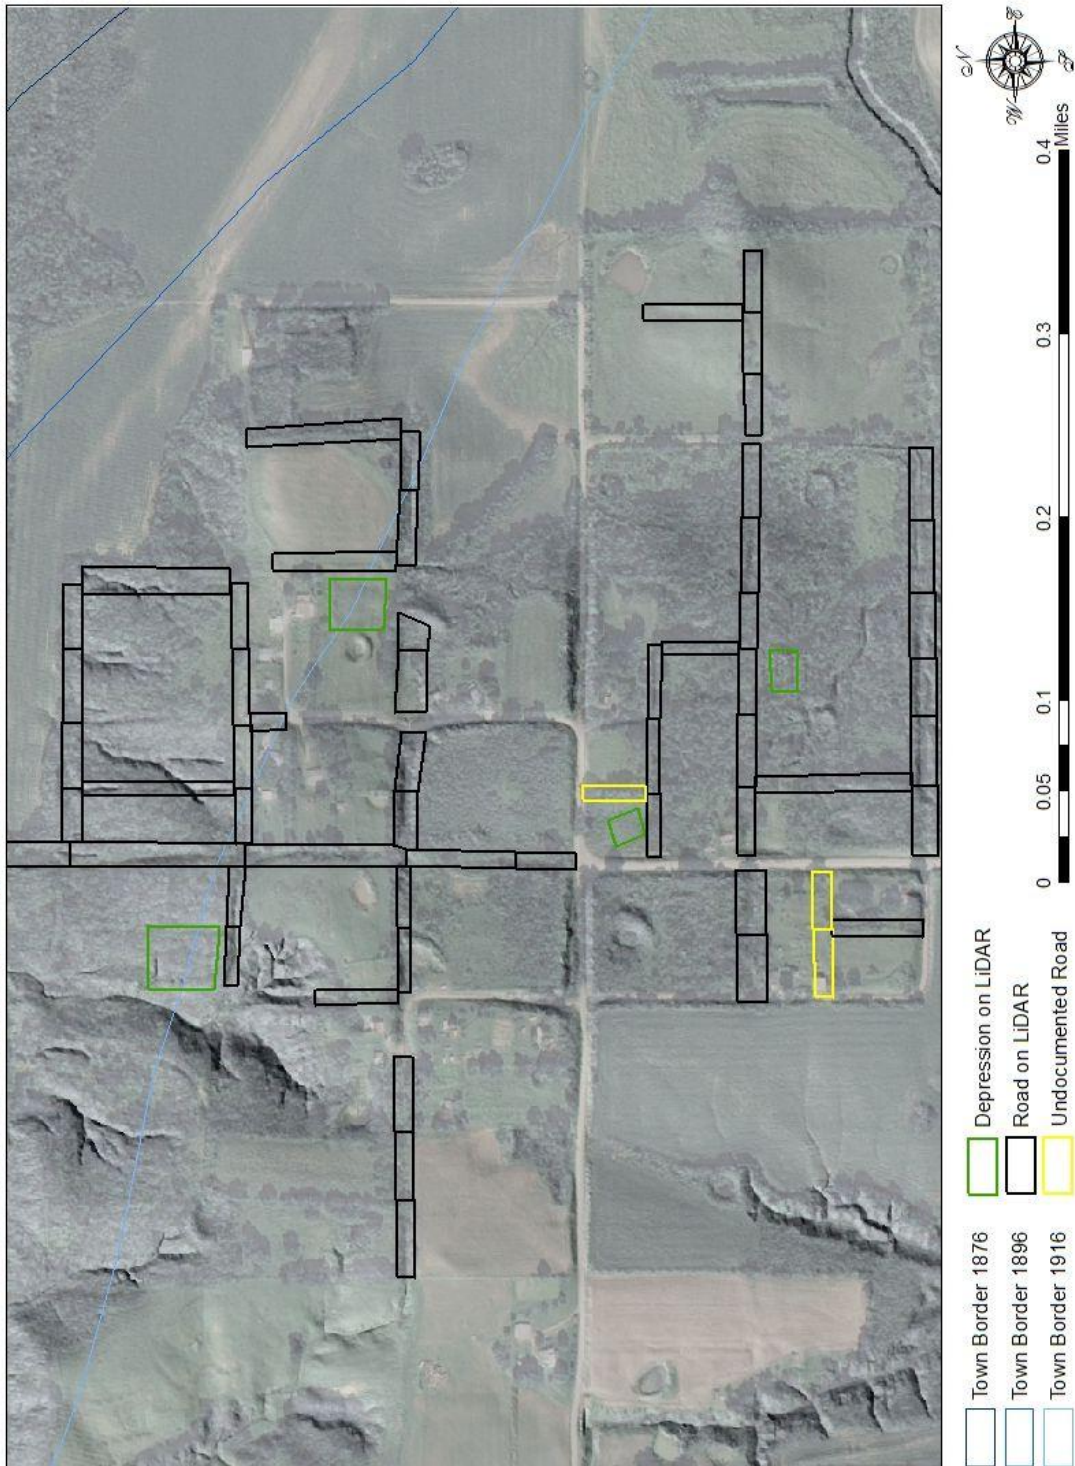 N
E
S
W
0
0.05
0.1
0.2
0.3
0.4
Miles
Town Border 1876
Town Border 1896
Town Border 1916
Depression on LiDAR
Road on LiDAR
Undocumented Road